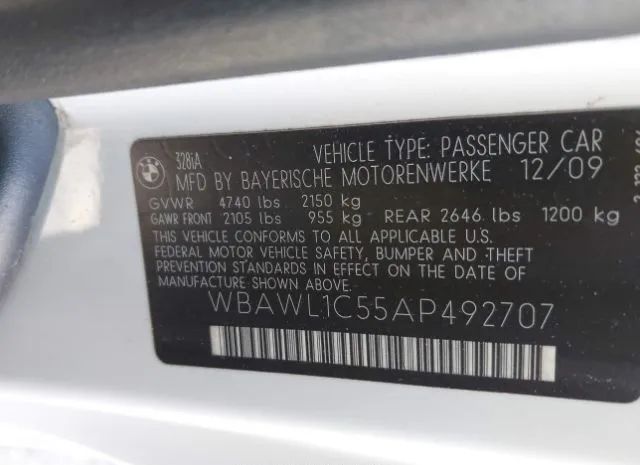 BMW
328iA
VEHICLE TYPE: PASSENGER CAR
MFD BY BAYERISCHE MOTORENWERKE 12/09
GVWR 4740 lbs 2150 kg
GAWR FRONT 2105 lbs 955 kg REAR 2646 lbs 1200 kg
THIS VEHICLE CONFORMS TO ALL APPLICABLE U.S.
FEDERAL MOTOR VEHICLE SAFETY, BUMPER AND THEFT
PREVENTION STANDARDS IN EFFECT ON THE DATE OF
MANUFACTURE SHOWN ABOVE.
WBAWL1C55AP492707